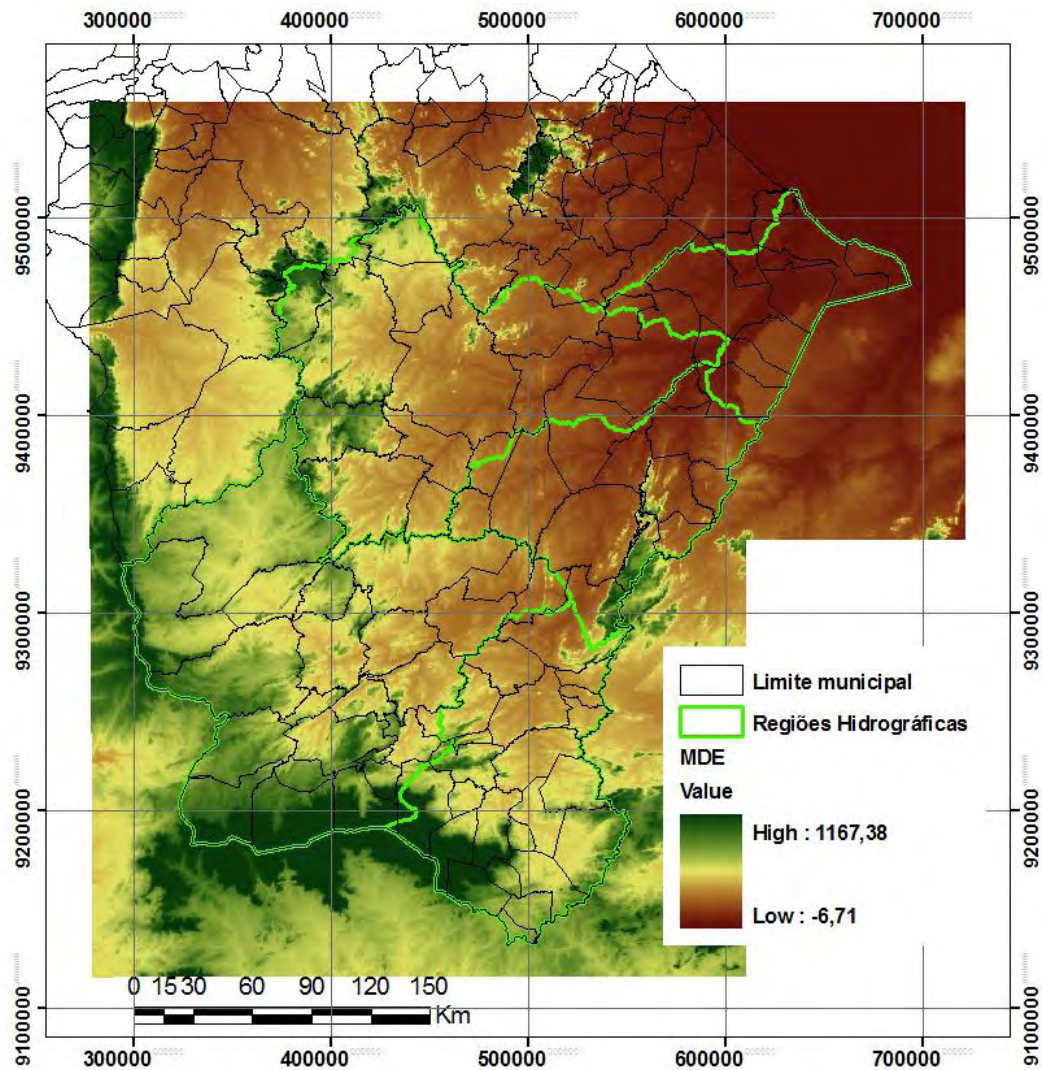 300000 400000 500000 600000 700000
9500000 9500000
9400000 9400000
9300000 9300000
9200000 9200000
9100000 9100000
Limite municipal
Regiões Hidrográficas
MDE
Value
High : 1167,38
Low : -6,71
0 15 30 60 90 120 150
Km
300000 400000 500000 600000 700000